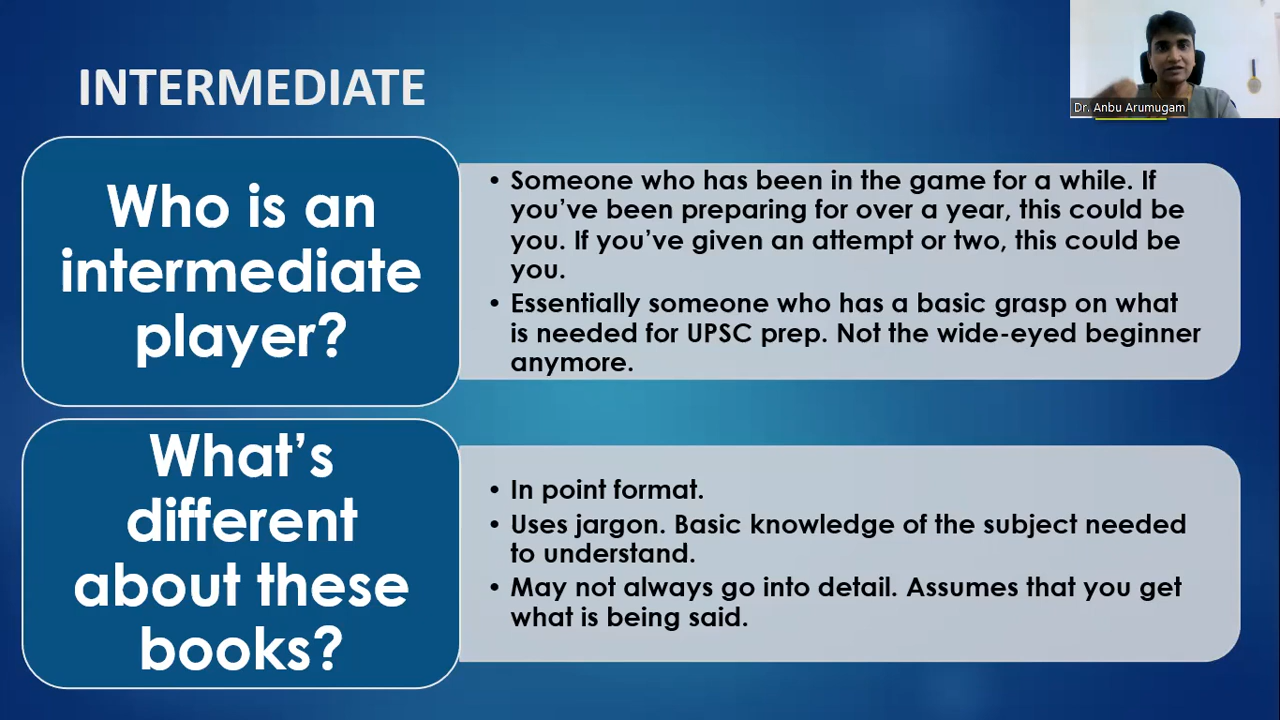 INTERMEDIATE
Dr. Anbu Arumugam
Who is an
intermediate
player?
• Someone who has been in the game for a while. If
you’ve been preparing for over a year, this could be
you. If you’ve given an attempt or two, this could be
you.
• Essentially someone who has a basic grasp on what
is needed for UPSC prep. Not the wide-eyed beginner
anymore.
What’s
different
about these
books?
• In point format.
• Uses jargon. Basic knowledge of the subject needed
to understand.
• May not always go into detail. Assumes that you get
what is being said.